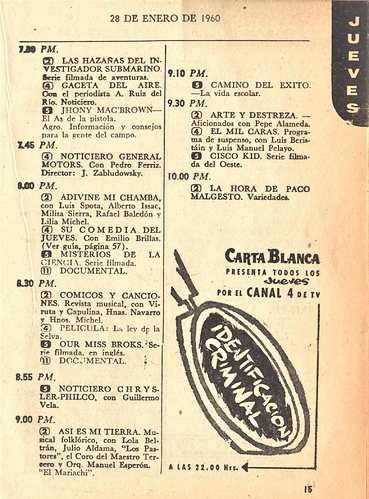 28 DE ENERO DE 1960
JUEVES
7.30 PM.
② LAS HAZAÑAS DEL IN-
VESTIGADOR SUBMARINO.
Serie filmada de aventuras.
④ GACETA DEL AIRE.
Con el periodista A. Ruiz del
Río. Noticiero.
⑤ JHONY MAC'BROWN—
El As de la pistola.
Agro. Información y consejos
para la gente del campo.
7.45 PM.
④ NOTICIERO GENERAL
MOTORS. Con Pedro Ferriz.
Director: J. Zabludowsky.
8.00 PM.
② ADIVINE MI CHAMBA,
con Luis Spota, Alberto Issac,
Milisa Sierra, Rafael Baledón y
Lilia Michel.
④ SU COMEDIA DEL
JUEVES. Con Emilio Brillas.
(Ver guía, página 57).
⑤ MISTERIOS DE LA
CIENCIA. Serie filmada.
⑪ DOCUMENTAL.
8.30 PM.
② COMICOS Y CANCIO-
NES. Revista musical, con Vi-
ruta y Capulina, Hnas. Navarro
y Hnos. Michel.
④ PELICULA: La ley de la
Selva.
⑤ OUR MISS BROKS. Se-
rie filmada, en inglés.
⑪ DOCUMENTAL.
8.55 PM.
⑤ NOTICIERO CHRYS-
LER-PHILCO, con Guillermo
Vela.
9.00 PM.
② ASI ES MI TIERRA. Mu-
sical folklórico, con Lola Bel-
trán, Julio Aldama, "Los Pas-
tores", el Coro del Maestro Ter-
cero y Orq. Manuel Esperón.
"El Mariachi".
9.10 PM.
⑤ CAMINO DEL EXITO.
—La vida escolar.
9.30 PM.
② ARTE Y DESTREZA. —
Aficionados con Pepe Alameda.
④ EL MIL CARAS. Progra-
ma de suspenso, con Luis Beris-
táin y Luis Manuel Pelayo.
⑤ CISCO KID. Serie filma-
da del Oeste.
10.00 PM.
② LA HORA DE PACO
MALGESTO. Variedades.
CARTA BLANCA
PRESENTA TODOS LOS
Jueves
POR EL CANAL 4 DE TV
IDENTIFICACION
CRIMINAL
A LAS 22.00 Hrs.
15